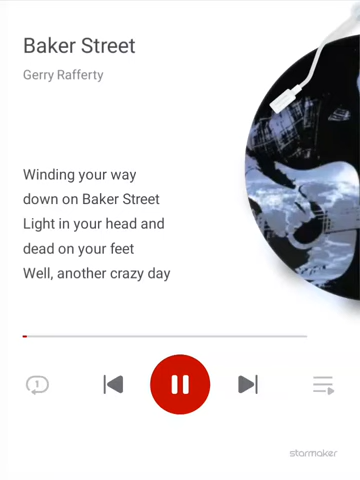 Baker Street
Gerry Rafferty
Winding your way
down on Baker Street
Light in your head and
dead on your feet
Well, another crazy day
1
starmaker